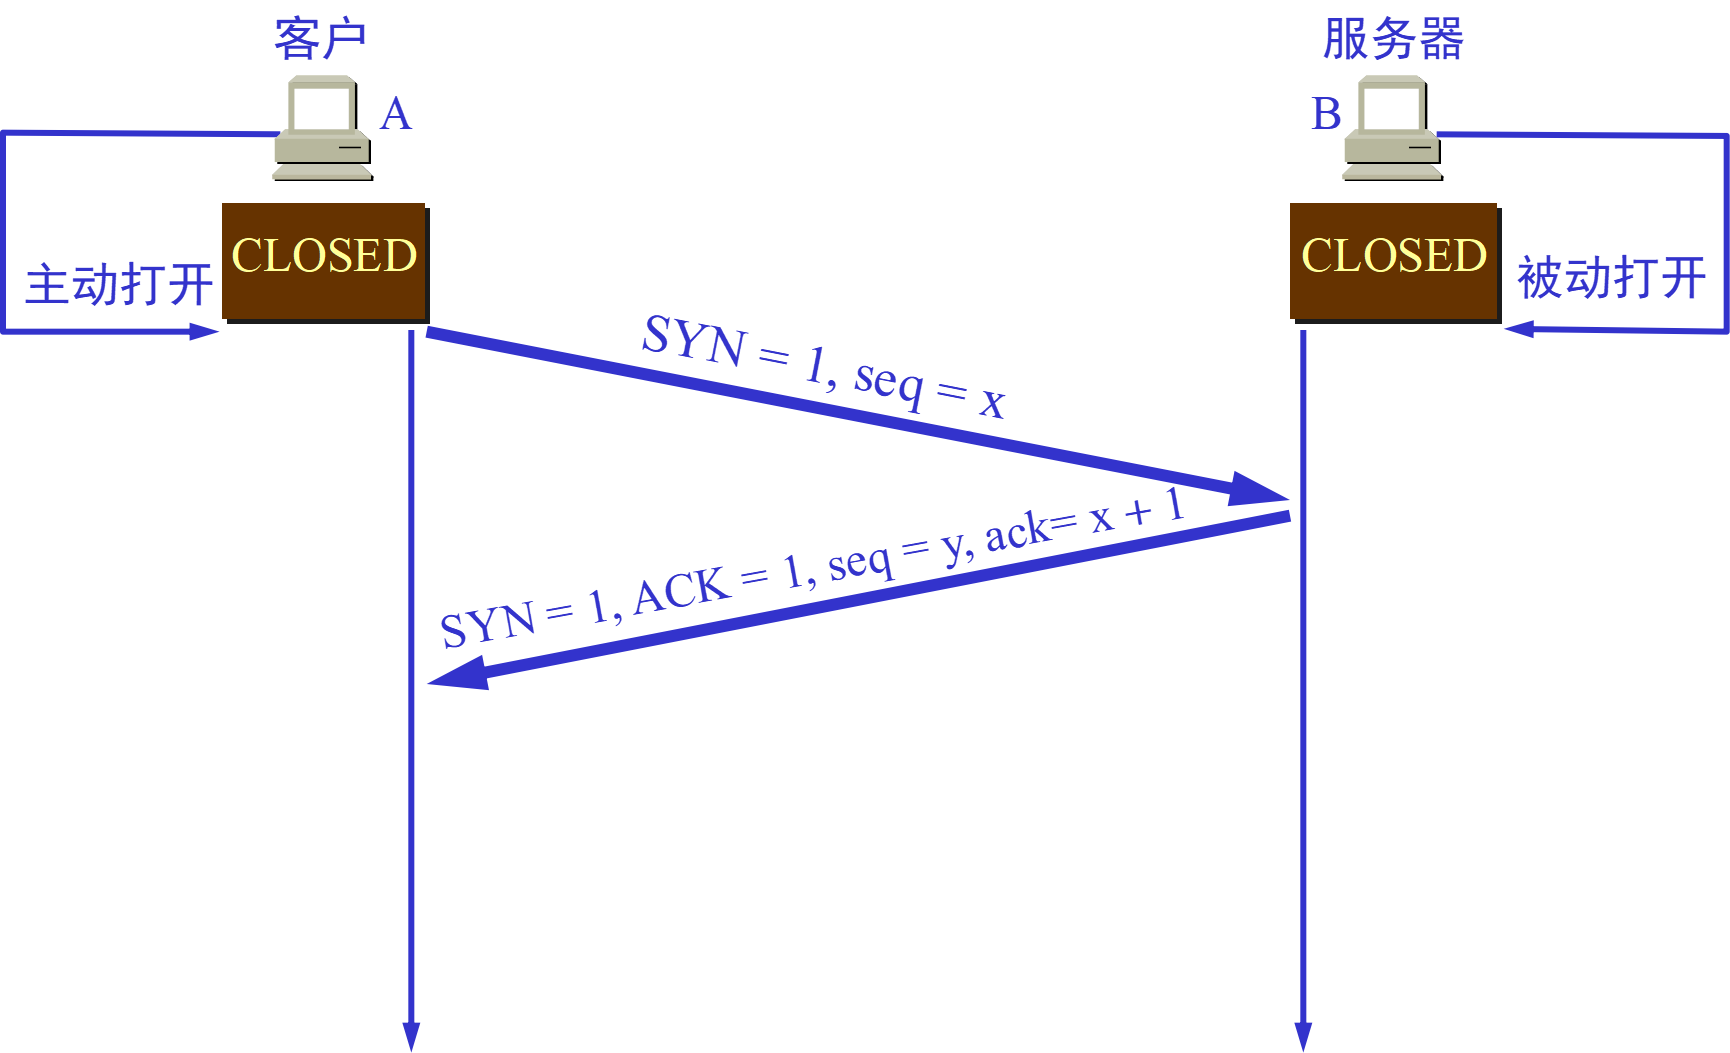 客户
服务器
A
B
CLOSED
CLOSED
主动打开
被动打开
SYN = 1, seq = x
SYN = 1, ACK = 1, seq = y, ack= x + 1